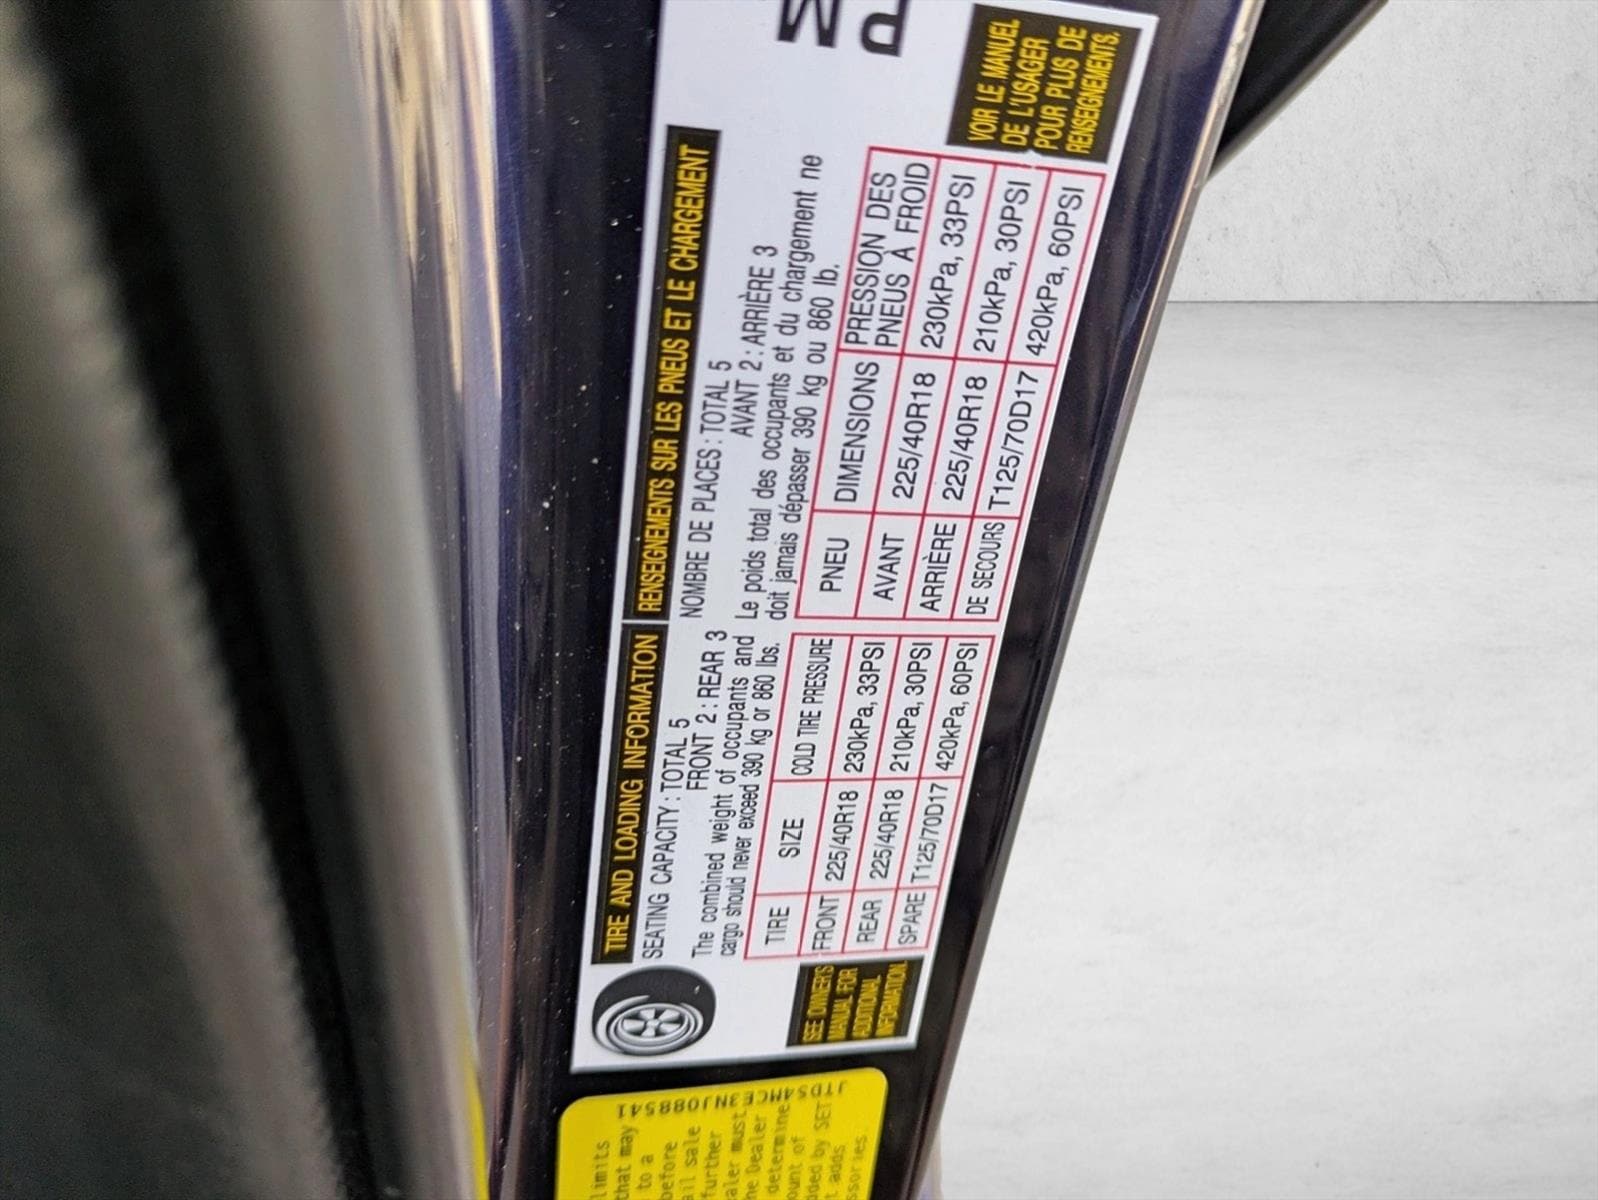 TIRE AND LOADING INFORMATION
SEATING CAPACITY : TOTAL 5
FRONT 2 : REAR 3
The combined weight of occupants and
cargo should never exceed 390 kg or 860 lbs.
TIRE SIZE COLD TIRE PRESSURE
FRONT 225/40R18 230kPa, 33PSI
REAR 225/40R18 210kPa, 30PSI
SPARE T125/70D17 420kPa, 60PSI
SEE OWNER'S
MANUAL FOR
ADDITIONAL
INFORMATION.
RENSEIGNEMENTS SUR LES PNEUS ET LE CHARGEMENT
NOMBRE DE PLACES : TOTAL 5
AVANT 2 : ARRIÈRE 3
Le poids total des occupants et du chargement ne
doit jamais dépasser 390 kg ou 860 lb.
PNEU DIMENSIONS PRESSION DES
PNEUS À FROID
AVANT 225/40R18 230kPa, 33PSI
ARRIÈRE 225/40R18 210kPa, 30PSI
DE SECOURS T125/70D17 420kPa, 60PSI
VOIR LE MANUEL
DE L'USAGER
POUR PLUS DE
RENSEIGNEMENTS.
limits
that may
to a
before
ail sale
further
aler must
he Dealer
determine
ount of
dded by SET
t adds
ssories.